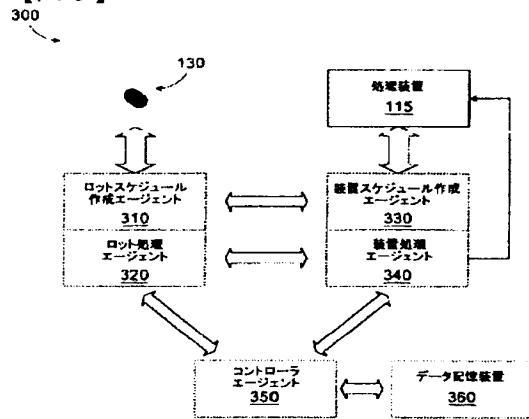 300
130
処理装置
115
ロットスケジュール
作成エージェント
310
装置スケジュール作成
エージェント
330
ロット処理
エージェント
320
装置処理
エージェント
340
コントローラ
エージェント
350
データ記憶装置
360